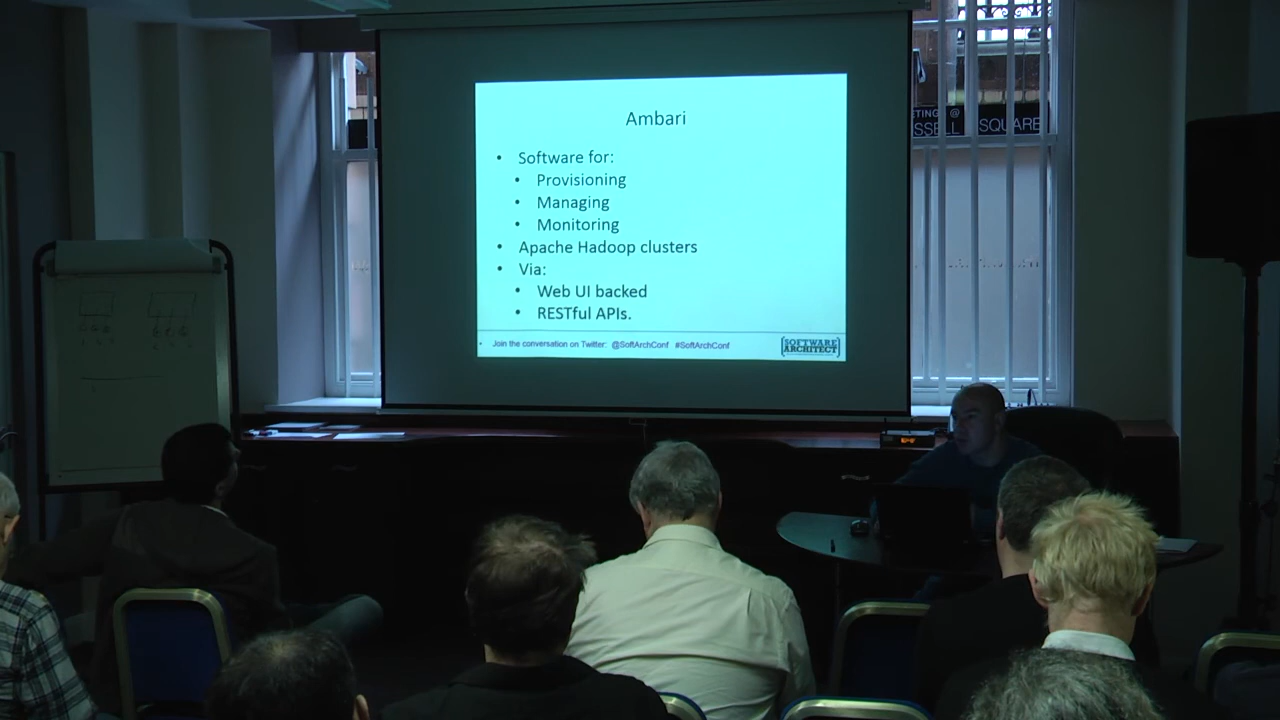 Ambari
• Software for:
• Provisioning
• Managing
• Monitoring
• Apache Hadoop clusters
• Via:
• Web UI backed
• RESTful APIs.
• Join the conversation on Twitter: @SoftArchConf #SoftArchConf
SOFTWARE
ARCHITECT
ETING @
SSELL SQUARE